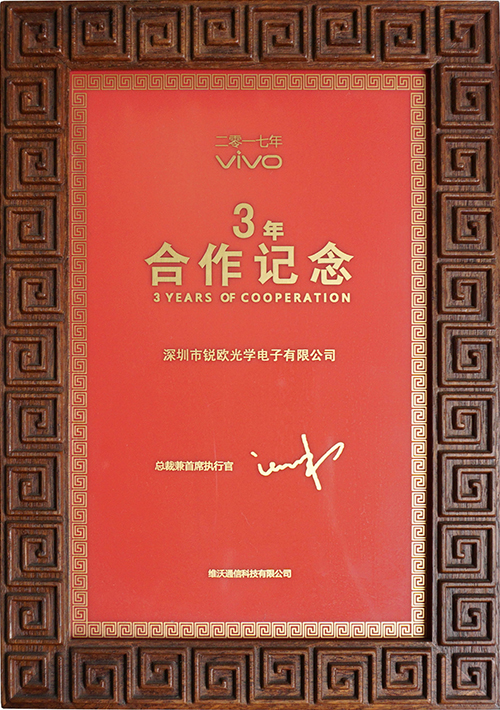 二零一七年
vivo
3年
合作记念
3 YEARS OF COOPERATION
深圳市锐欧光学电子有限公司
总裁兼首席执行官
维沃通信科技有限公司